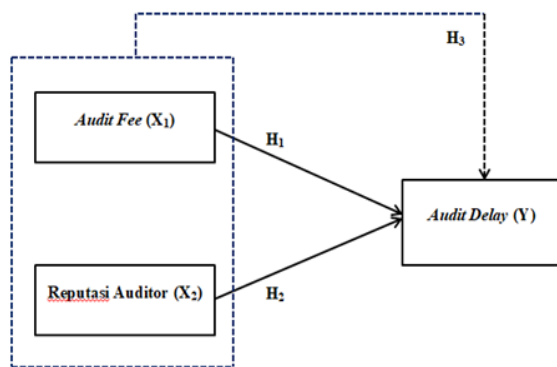 H₃
Audit Fee (X₁)
H₁
Audit Delay (Y)
Reputasi Auditor (X₂)
H₂